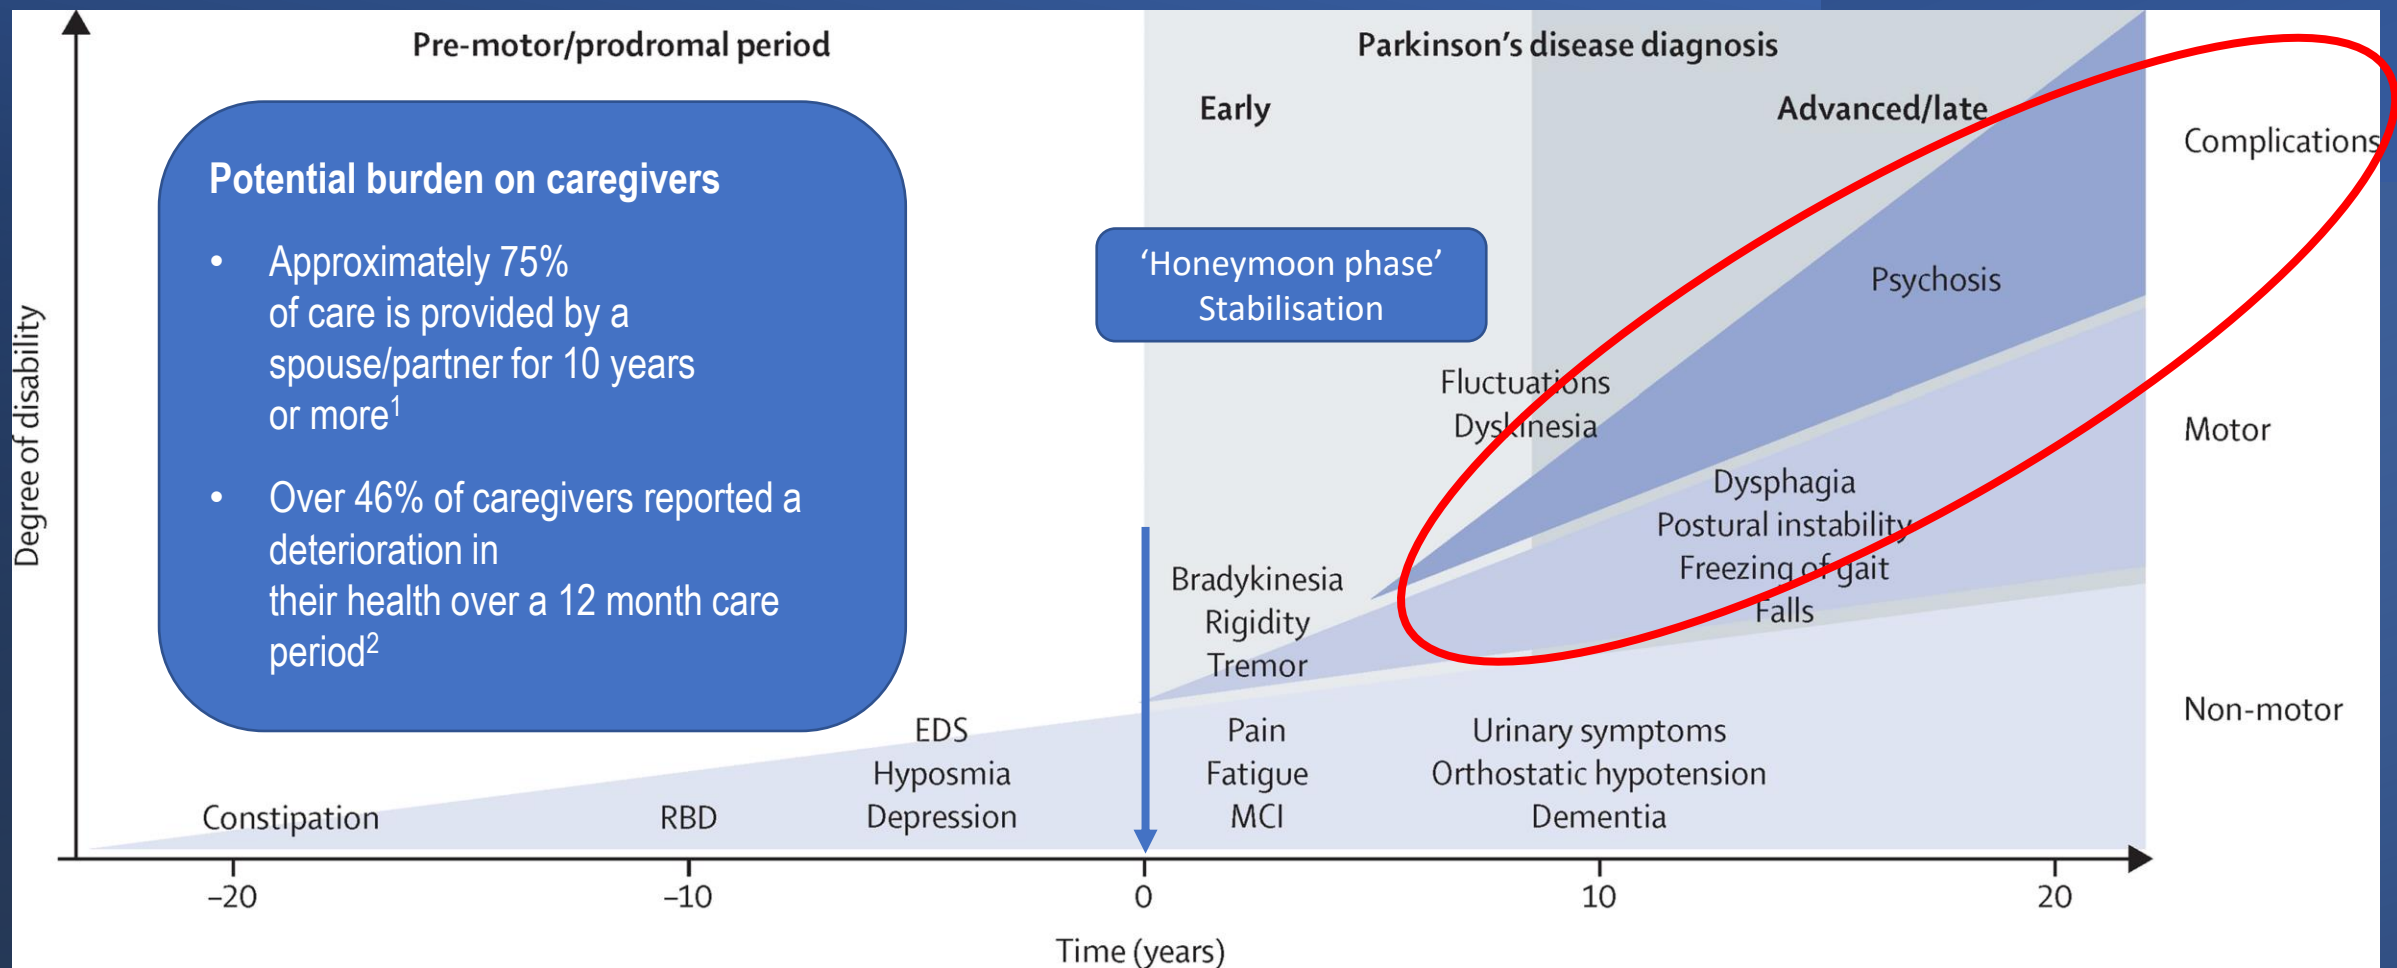 Pre-motor/prodromal period
Parkinson's disease diagnosis
Early
Advanced/late
Potential burden on caregivers
• Approximately 75%
of care is provided by a
spouse/partner for 10 years
or more1
• Over 46% of caregivers reported a
deterioration in
their health over a 12 month care
period2
‘Honeymoon phase’
Stabilisation
Complications
Psychosis
Fluctuations
Dyskinesia
Motor
Dysphagia
Postural instability
Freezing of gait
Falls
Bradykinesia
Rigidity
Tremor
Non-motor
EDS
Hyposmia
Depression
Pain
Fatigue
MCI
Urinary symptoms
Orthostatic hypotension
Dementia
Constipation
RBD
Degree of disability
–20
–10
0
10
20
Time (years)